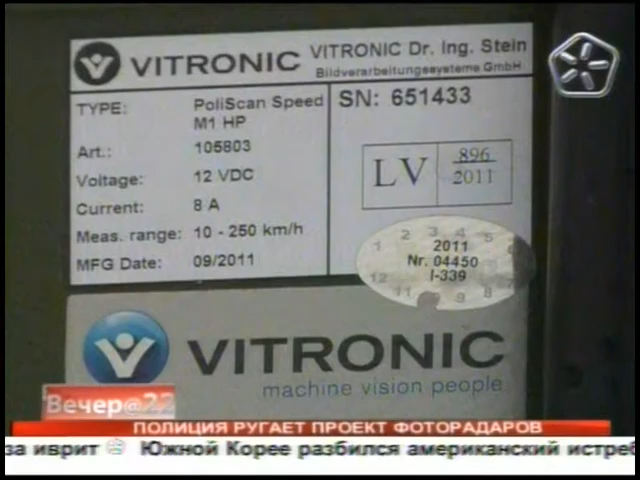 VITRONIC
VITRONIC Dr. Ing. Stein
Bildverarbeitungssysteme GmbH
TYPE: PoliScan Speed
M1 HP
Art.: 105803
Voltage: 12 VDC
Current: 8 A
Meas. range: 10 - 250 km/h
MFG Date: 09/2011
SN: 651433
LV 896
2011
1 2 3 4 5 6
2011
Nr. 04450
I-339
12 11 9 8 7
VITRONIC
machine vision people
Вечер@22
ПОЛИЦИЯ РУГАЕТ ПРОЕКТ ФОТОРАДАРОВ
за иврит Южной Корее разбился американский истреб